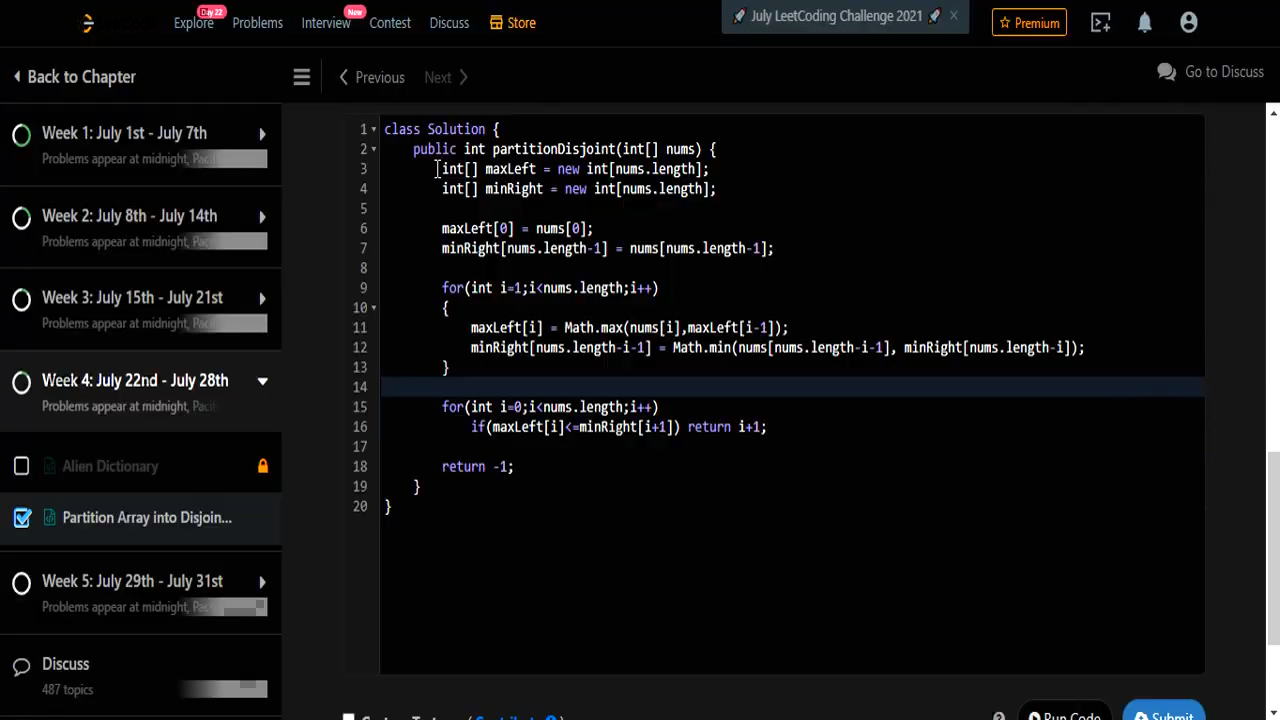 Day 22
New
Explore Problems Interview Contest Discuss Store
July LeetCoding Challenge 2021 ×
Premium
Back to Chapter
Previous Next
Go to Discuss
Week 1: July 1st - July 7th
Problems appear at midnight,
Week 2: July 8th - July 14th
Problems appear at midnight,
Week 3: July 15th - July 21st
Problems appear at midnight,
Week 4: July 22nd - July 28th
Problems appear at midnight,
Alien Dictionary
Partition Array into Disjoin...
Week 5: July 29th - July 31st
Problems appear at midnight,
Discuss
487 topics
1 class Solution {
2 public int partitionDisjoint(int[] nums) {
3 int[] maxLeft = new int[nums.length];
4 int[] minRight = new int[nums.length];
5
6 maxLeft[0] = nums[0];
7 minRight[nums.length-1] = nums[nums.length-1];
8
9 for(int i=1;i<nums.length;i++)
10 {
11 maxLeft[i] = Math.max(nums[i],maxLeft[i-1]);
12 minRight[nums.length-i-1] = Math.min(nums[nums.length-i-1], minRight[nums.length-i]);
13 }
14
15 for(int i=0;i<nums.length;i++)
16 if(maxLeft[i]<=minRight[i+1]) return i+1;
17
18 return -1;
19 }
20 }
Run Code
Submit